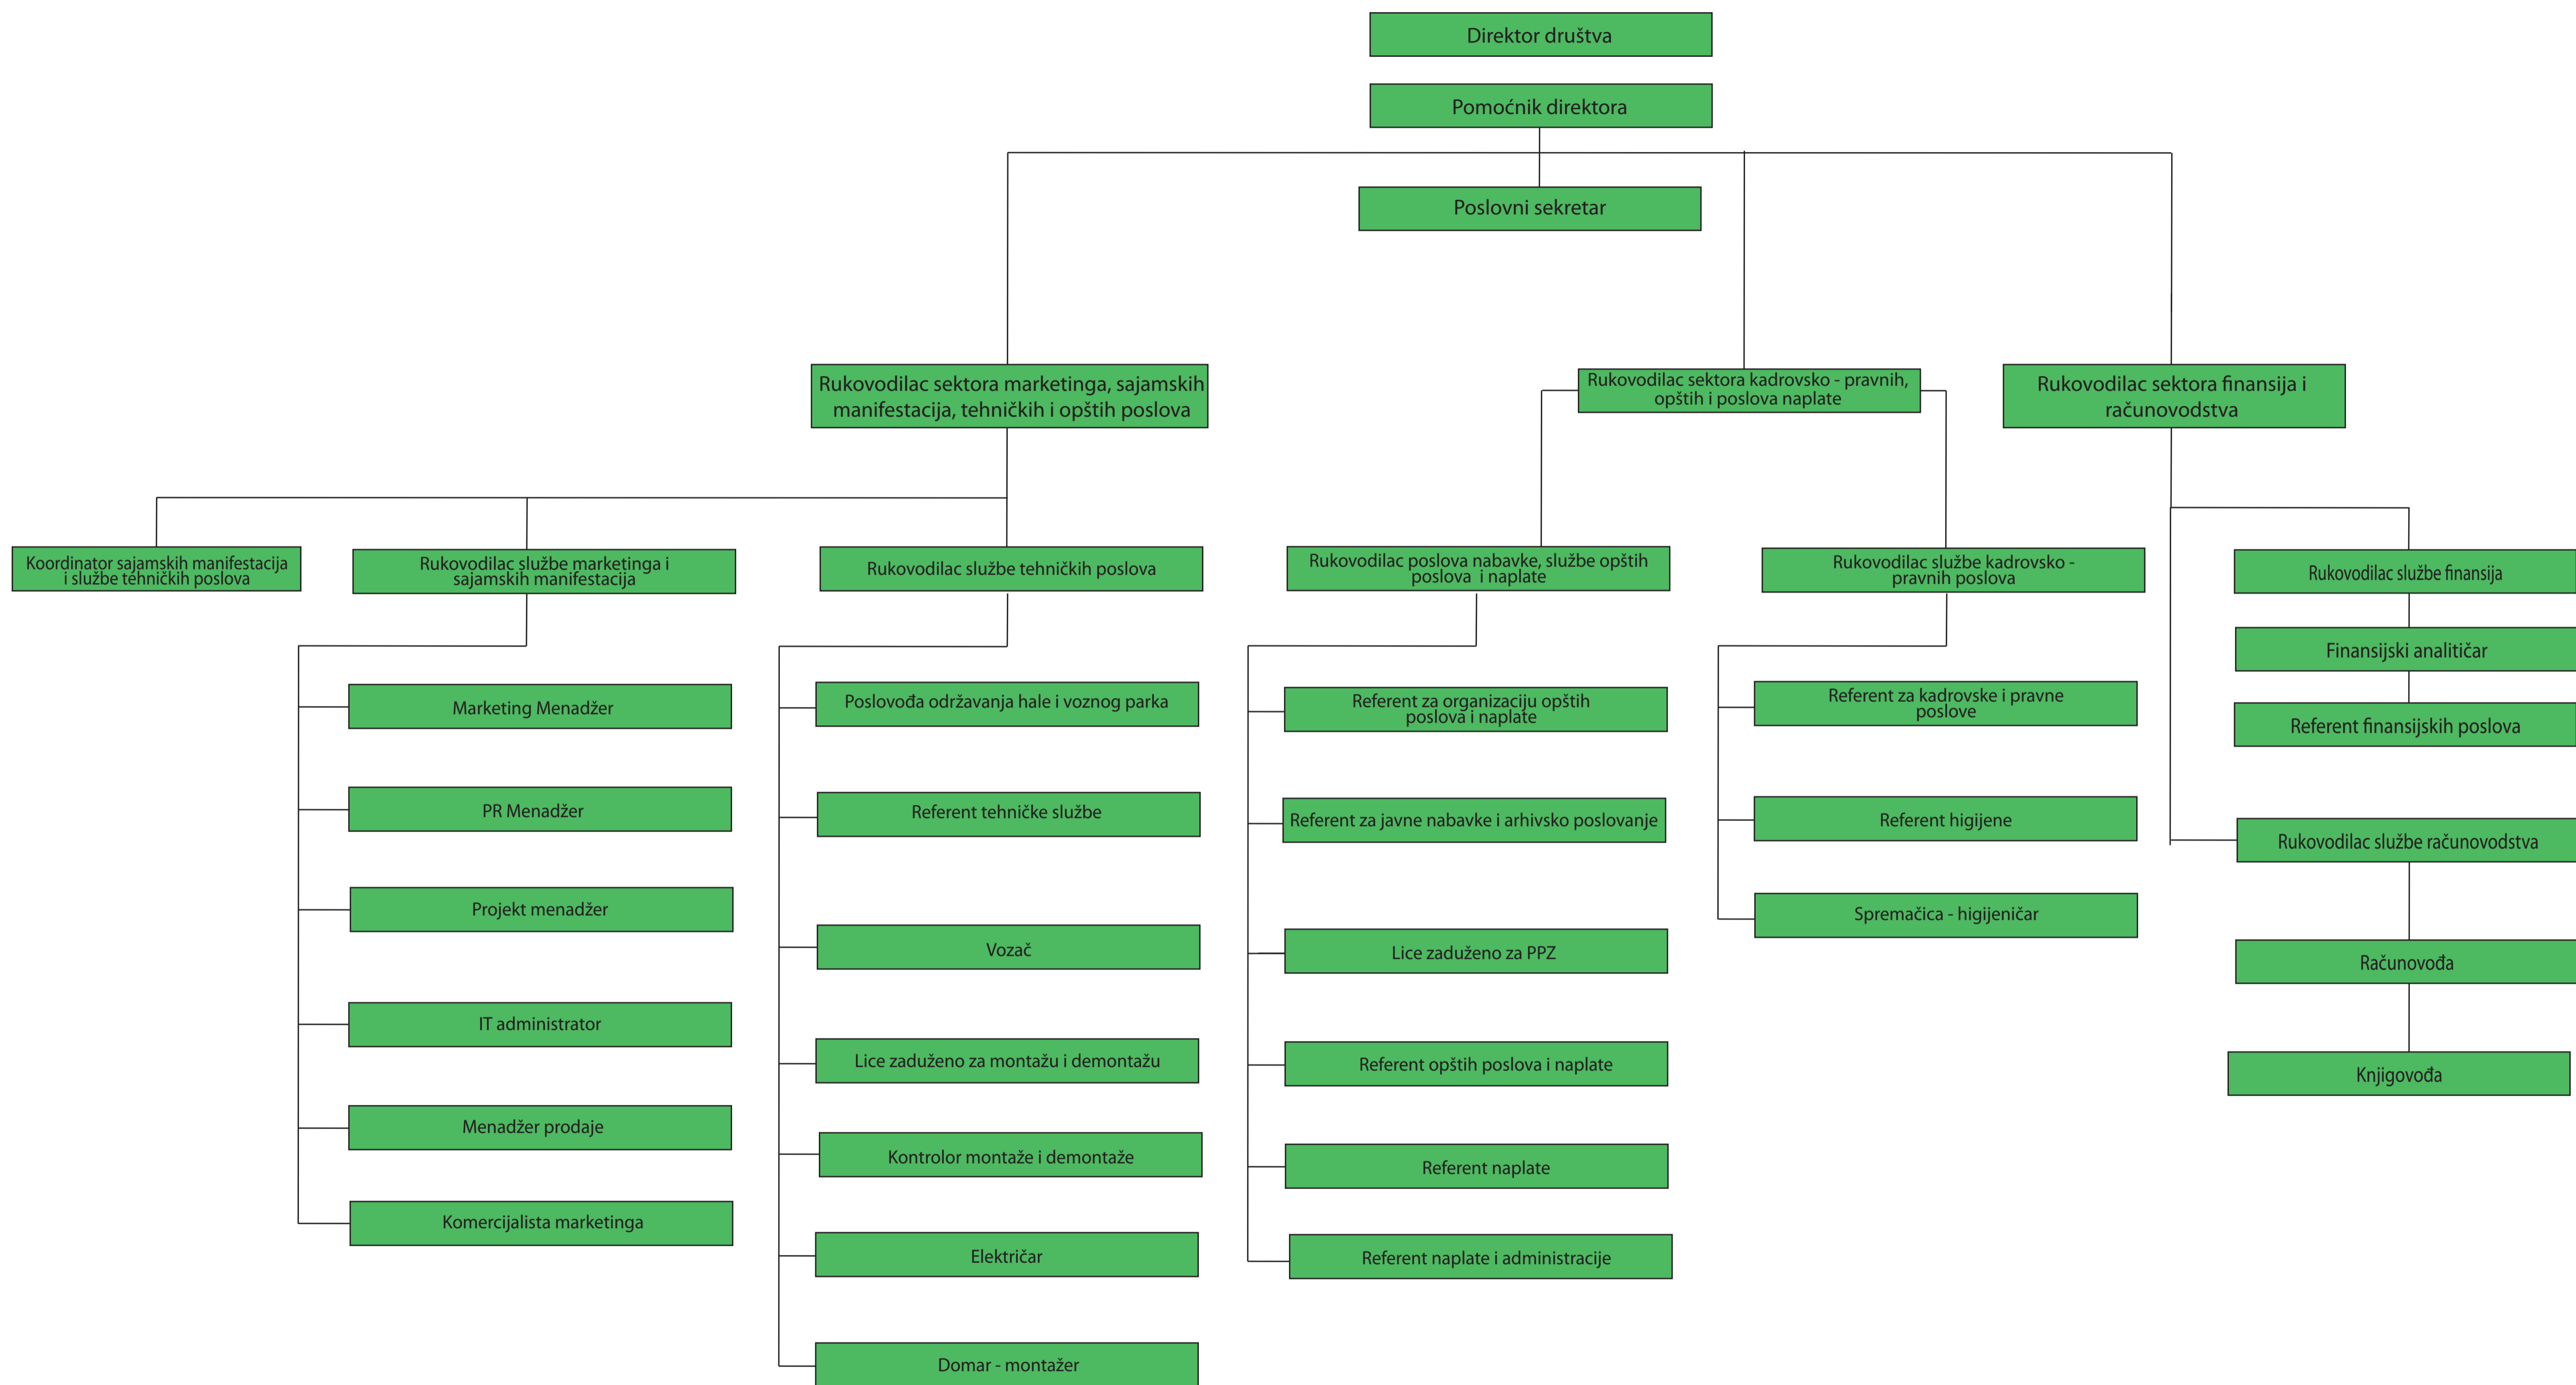 Direktor društva
Pomoćnik direktora
Poslovni sekretar
Rukovodilac sektora marketinga, sajamskih
manifestacija, tehničkih i opštih poslova
Rukovodilac sektora kadrovsko - pravnih,
opštih i poslova naplate
Rukovodilac sektora finansija i
računovodstva
Koordinator sajamskih manifestacija
i službe tehničkih poslova
Rukovodilac službe marketinga i
sajamskih manifestacija
Rukovodilac službe tehničkih poslova
Rukovodilac poslova nabavke, službe opštih
poslova i naplate
Rukovodilac službe kadrovsko -
pravnih poslova
Rukovodilac službe finansija
Finansijski analitičar
Referent finansijskih poslova
Marketing Menadžer
PR Menadžer
Projekt menadžer
IT administrator
Menadžer prodaje
Komercijalista marketinga
Poslovođa održavanja hale i voznog parka
Referent tehničke službe
Vozač
Lice zaduženo za montažu i demontažu
Kontrolor montaže i demontaže
Električar
Domar - montažer
Referent za organizaciju opštih
poslova i naplate
Referent za javne nabavke i arhivsko poslovanje
Lice zaduženo za PPZ
Referent opštih poslova i naplate
Referent naplate
Referent naplate i administracije
Referent za kadrovske i pravne
poslove
Referent higijene
Spremačica - higijeničar
Rukovodilac službe računovodstva
Računovođa
Knjigovođa